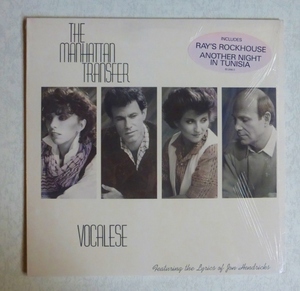 THE
MANHATTAN
TRANSFER
INCLUDES
RAY'S ROCKHOUSE
ANOTHER NIGHT
IN TUNISIA
VOCALESE
Featuring the Lyrics of Jon Hendricks